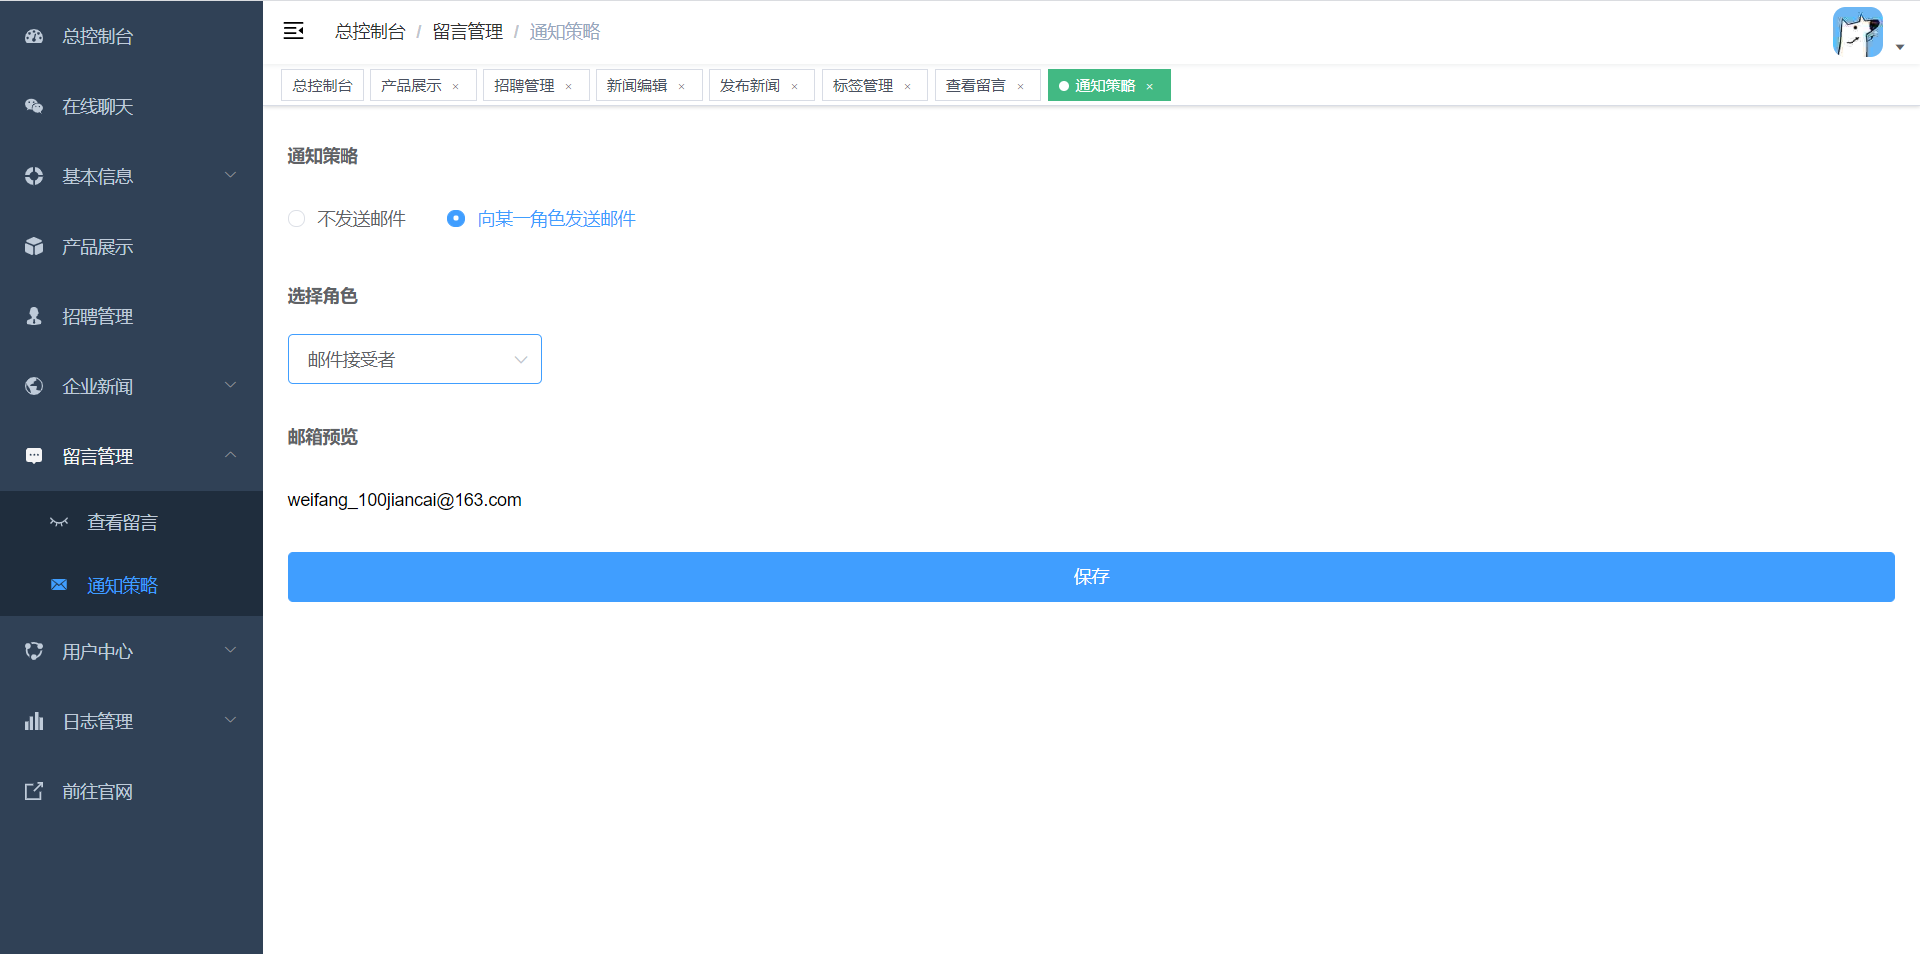 总控制台
在线聊天
基本信息
产品展示
招聘管理
企业新闻
留言管理
查看留言
通知策略
用户中心
日志管理
前往官网
总控制台 / 留言管理 / 通知策略
总控制台 产品展示 × 招聘管理 × 新闻编辑 × 发布新闻 × 标签管理 × 查看留言 × 通知策略 ×
通知策略
不发送邮件 向某一角色发送邮件
选择角色
邮件接受者
邮箱预览
weifang_100jiancai@163.com
保存